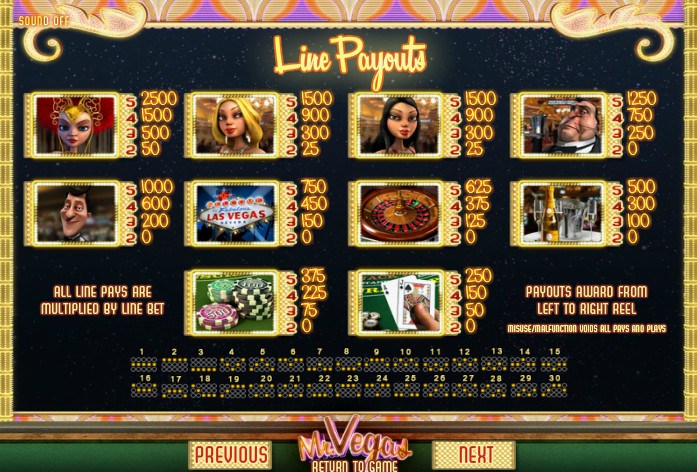 SOUND OFF
Line Payouts
5 2500
4 1500
3 500
2 50
5 1500
4 900
3 300
2 25
5 1500
4 900
3 300
2 25
5 1250
4 750
3 250
2 0
5 1000
4 600
3 200
2 0
Fabulous
LAS VEGAS
NEVADA
5 750
4 450
3 150
2 0
5 625
4 375
3 125
2 0
5 500
4 300
3 100
2 0
5 375
4 225
3 75
2 0
5 250
4 150
3 50
2 0
ALL LINE PAYS ARE
MULTIPLIED BY LINE BET
PAYOUTS AWARD FROM
LEFT TO RIGHT REEL
MISUSE/MALFUNCTION VOIDS ALL PAYS AND PLAYS
1 2 3 4 5 6 7 8 9 10 11 12 13 14 15
16 17 18 19 20 21 22 23 24 25 26 27 28 29 30
PREVIOUS
Mr. Vegas
RETURN TO GAME
NEXT